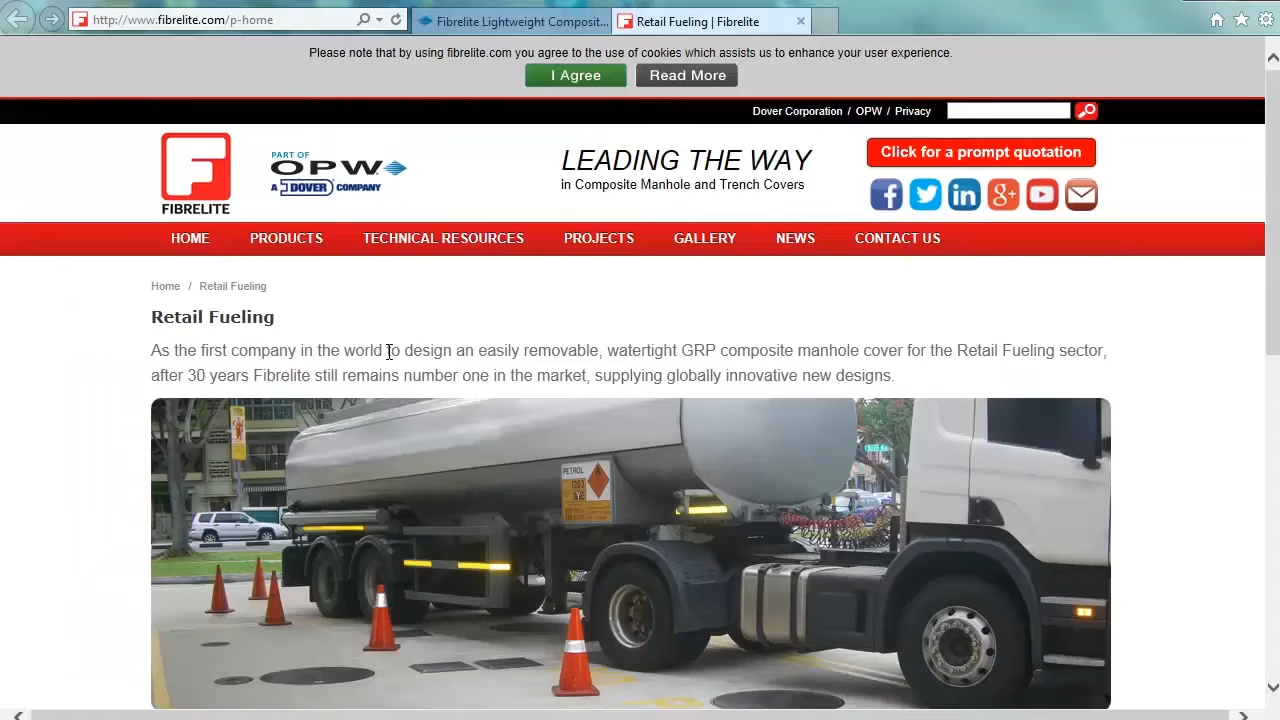 http://www.fibrelite.com/p-home
Fibrelite Lightweight Composit...
Retail Fueling | Fibrelite
Please note that by using fibrelite.com you agree to the use of cookies which assists us to enhance your user experience.
I Agree
Read More
Dover Corporation / OPW / Privacy
FIBRELITE
PART OF
OPW
A DOVER COMPANY
LEADING THE WAY
in Composite Manhole and Trench Covers
Click for a prompt quotation
HOME PRODUCTS TECHNICAL RESOURCES PROJECTS GALLERY NEWS CONTACT US
Home / Retail Fueling
Retail Fueling
As the first company in the world to design an easily removable, watertight GRP composite manhole cover for the Retail Fueling sector,
after 30 years Fibrelite still remains number one in the market, supplying globally innovative new designs.
PETROL
1203